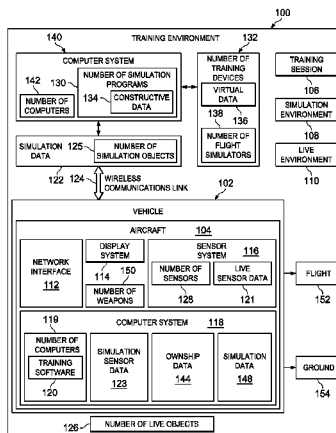 100
TRAINING ENVIRONMENT
140
COMPUTER SYSTEM
142
NUMBER OF
COMPUTERS
130
NUMBER OF SIMULATION
PROGRAMS
134
CONSTRUCTIVE
DATA
132
NUMBER OF
TRAINING
DEVICES
VIRTUAL
DATA
138
136
NUMBER OF
FLIGHT
SIMULATORS
TRAINING
SESSION
106
SIMULATION
ENVIRONMENT
108
LIVE
ENVIRONMENT
110
SIMULATION
DATA
122
125
NUMBER OF
SIMULATION OBJECTS
124
WIRELESS
COMMUNICATIONS LINK
102
VEHICLE
AIRCRAFT
104
NETWORK
INTERFACE
112
DISPLAY
SYSTEM
114
150
NUMBER OF
WEAPONS
SENSOR
SYSTEM
116
NUMBER OF
SENSORS
128
LIVE
SENSOR DATA
121
FLIGHT
152
COMPUTER SYSTEM
118
119
NUMBER OF
COMPUTERS
TRAINING
SOFTWARE
120
SIMULATION
SENSOR
DATA
123
OWNSHIP
DATA
144
SIMULATION
DATA
148
GROUND
154
126
NUMBER OF LIVE OBJECTS